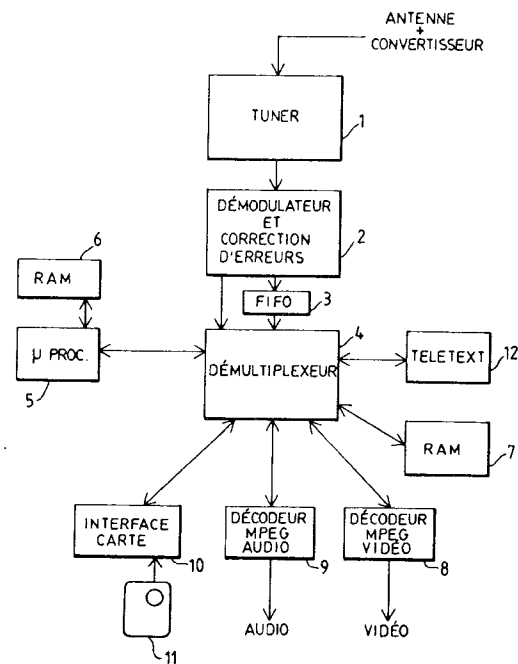 ANTENNE
+
CONVERTISSEUR
TUNER
1
DÉMODULATEUR
ET
CORRECTION
D'ERREURS
2
6
RAM
FIFO
3
4
µ PROC.
5
DÉMULTIPLEXEUR
TELETEXT
12
RAM
7
INTERFACE
CARTE
10
DÉCODEUR
MPEG
AUDIO
9
DÉCODEUR
MPEG
VIDÉO
8
11
AUDIO
VIDÉO